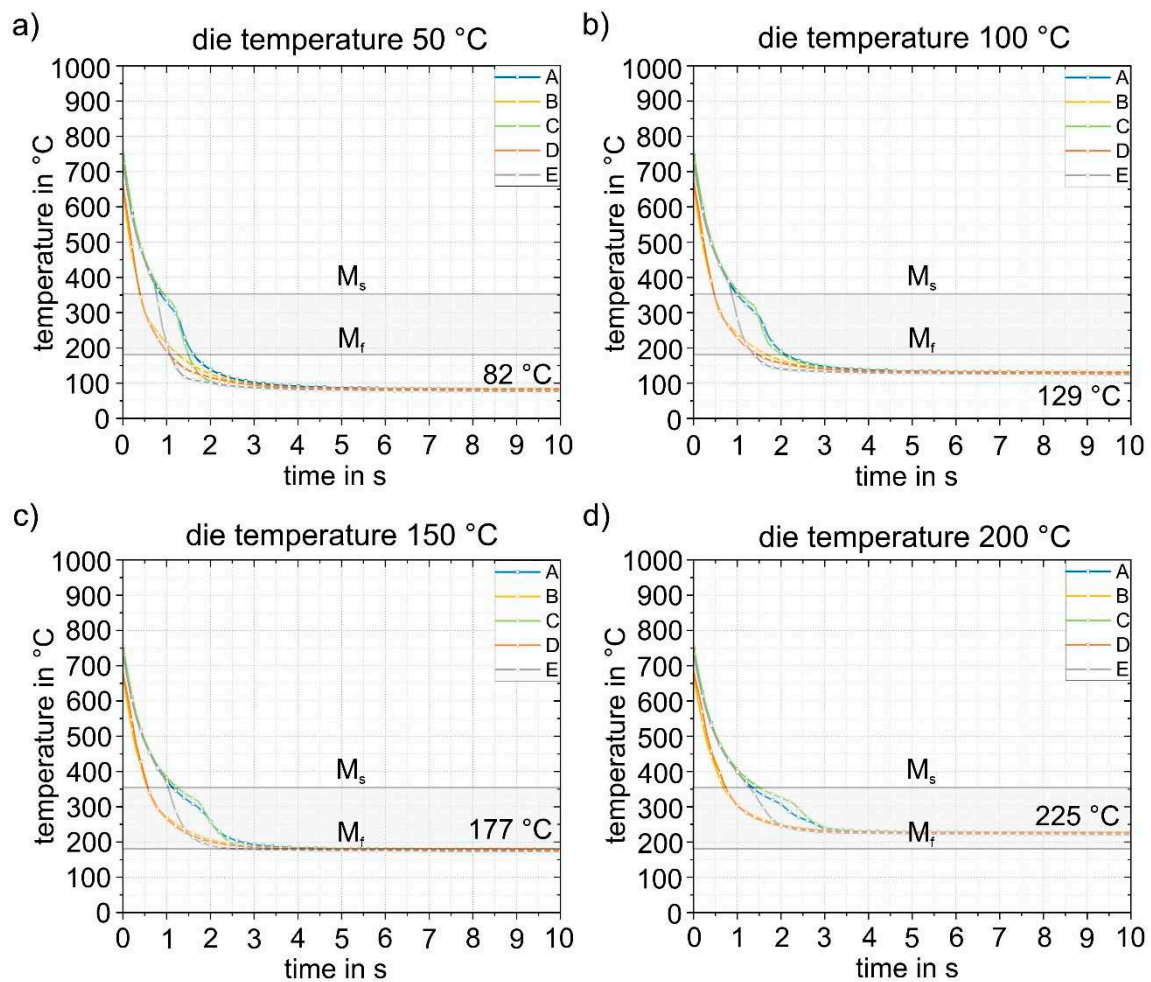 a)
die temperature 50 °C
1000
900
800
700
600
500
400
300
200
100
0
temperature in °C
A
B
C
D
E
Ms
Mf
82 °C
0 1 2 3 4 5 6 7 8 9 10
time in s
b)
die temperature 100 °C
1000
900
800
700
600
500
400
300
200
100
0
temperature in °C
A
B
C
D
E
Ms
Mf
129 °C
0 1 2 3 4 5 6 7 8 9 10
time in s
c)
die temperature 150 °C
1000
900
800
700
600
500
400
300
200
100
0
temperature in °C
A
B
C
D
E
Ms
Mf
177 °C
0 1 2 3 4 5 6 7 8 9 10
time in s
d)
die temperature 200 °C
1000
900
800
700
600
500
400
300
200
100
0
temperature in °C
A
B
C
D
E
Ms
225 °C
Mf
0 1 2 3 4 5 6 7 8 9 10
time in s